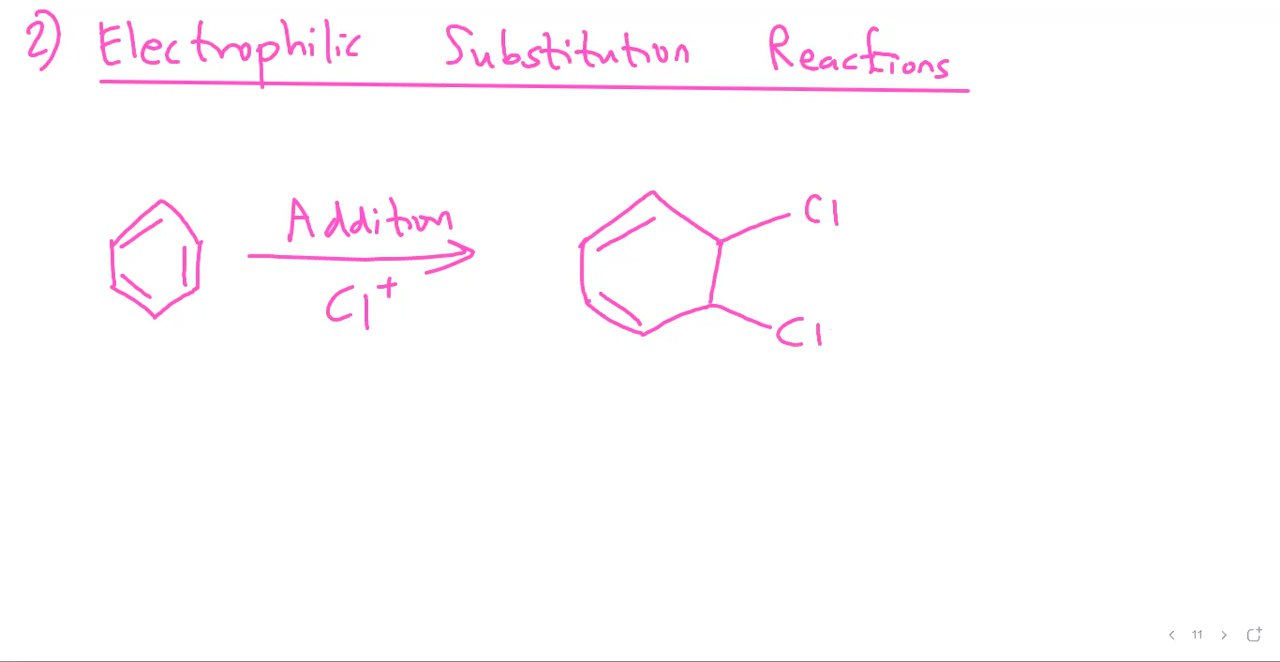 2) Electrophilic Substitution Reactions
Addition
Cl+
Cl
Cl
< 11 >